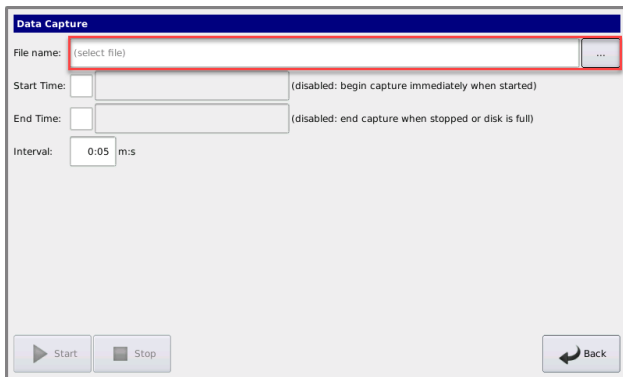 Data Capture
File name: (select file) ...
Start Time: (disabled: begin capture immediately when started)
End Time: (disabled: end capture when stopped or disk is full)
Interval: 0:05 m:s
Start Stop Back